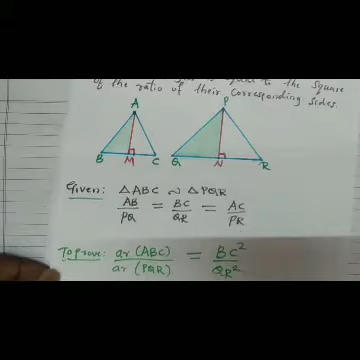 of the ratio of their corresponding sides.
A
B M C
P
Q N R
Given: △ABC ~ △PQR
AB/PQ = BC/QR = AC/PR
To prove: ar (ABC)/ar (PQR) = BC²/QR²